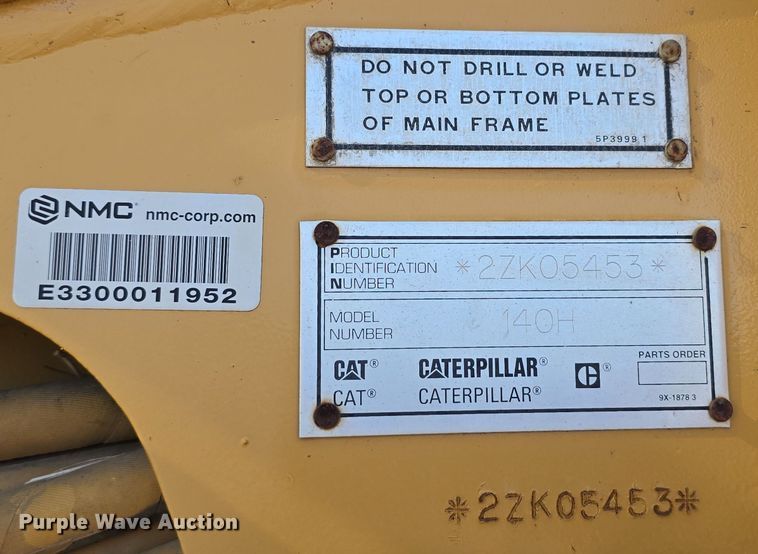 DO NOT DRILL OR WELD
TOP OR BOTTOM PLATES
OF MAIN FRAME
5P3999 1
NMC® nmc-corp.com
E3300011952
PRODUCT
IDENTIFICATION
NUMBER
*2ZK05453*
MODEL
NUMBER
140H
CAT® CATERPILLAR® C®
CAT® CATERPILLAR®
PARTS ORDER
9X-1878 3
*2ZK05453*
Purple Wave Auction